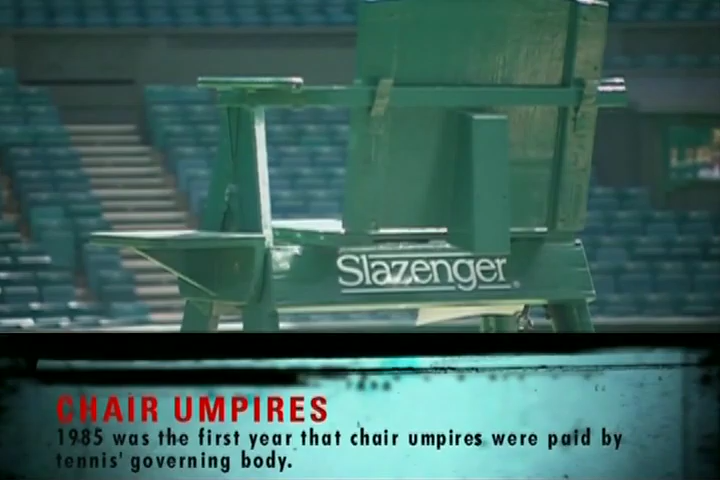 Slazenger®
CHAIR UMPIRES
1985 was the first year that chair umpires were paid by
tennis' governing body.